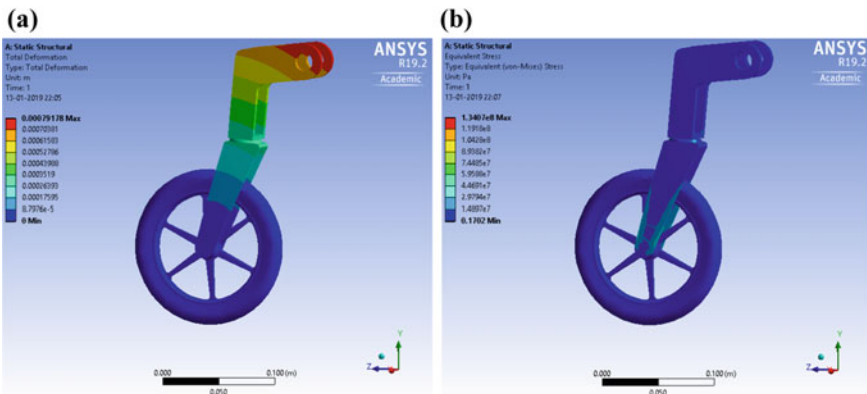 (a)
A: Static Structural
Total Deformation
Type: Total Deformation
Unit: m
Time: 1
13-01-2019 22:05
0.00079178 Max
0.00070381
0.00061583
0.00052786
0.00043988
0.0003519
0.00026393
0.00017595
8.7976e-5
0 Min
ANSYS
R19.2
Academic
Y
Z
0.000
0.100 (m)
0.050
(b)
A: Static Structural
Equivalent Stress
Type: Equivalent (von-Mises) Stress
Unit: Pa
Time: 1
13-01-2019 22:07
1.3407e8 Max
1.1918e8
1.0428e8
8.9382e7
7.4485e7
5.9588e7
4.4691e7
2.9794e7
1.4897e7
0.1702 Min
ANSYS
R19.2
Academic
Y
Z
0.000
0.100 (m)
0.050